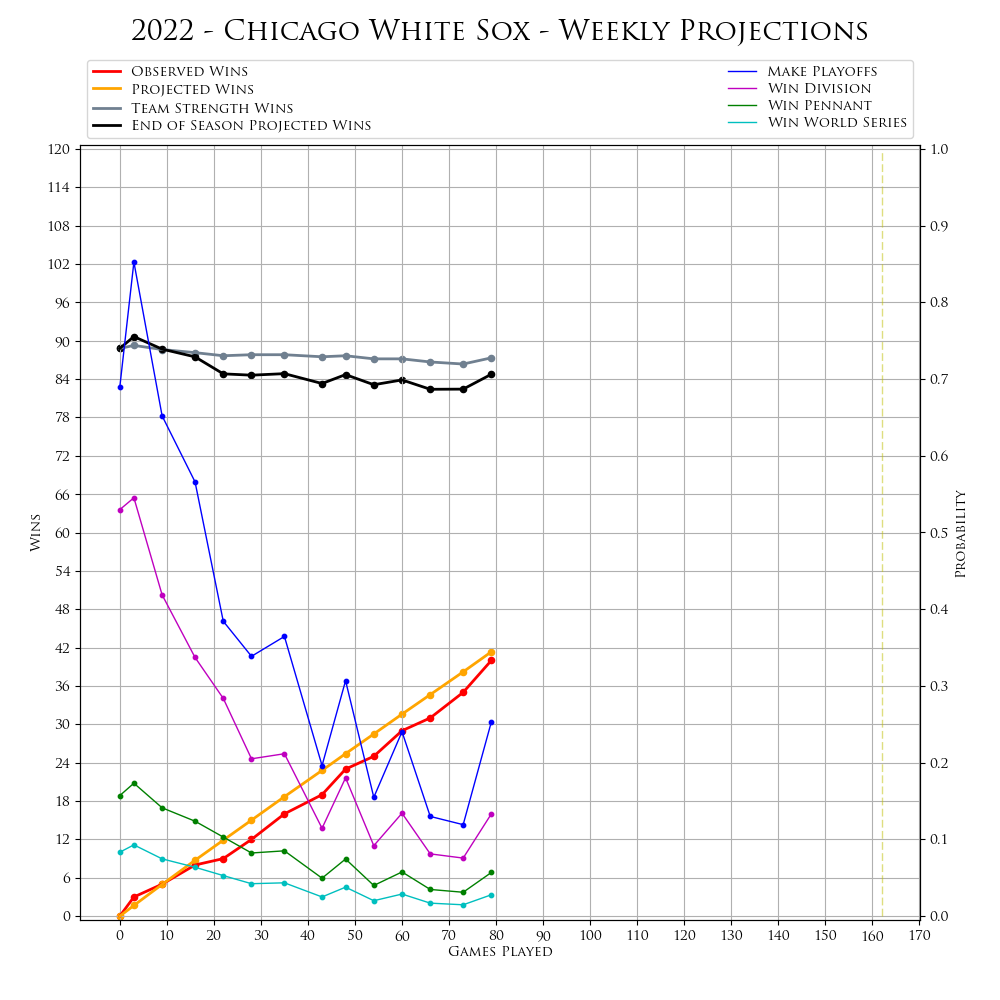 2022 - Chicago White Sox - Weekly Projections
Observed Wins
Projected Wins
Team Strength Wins
End of Season Projected Wins
Make Playoffs
Win Division
Win Pennant
Win World Series
120
114
108
102
96
90
84
78
72
66
60
54
48
42
36
30
24
18
12
6
0
Wins
1.0
0.9
0.8
0.7
0.6
0.5
0.4
0.3
0.2
0.1
0.0
Probability
0 10 20 30 40 50 60 70 80 90 100 110 120 130 140 150 160 170
Games Played